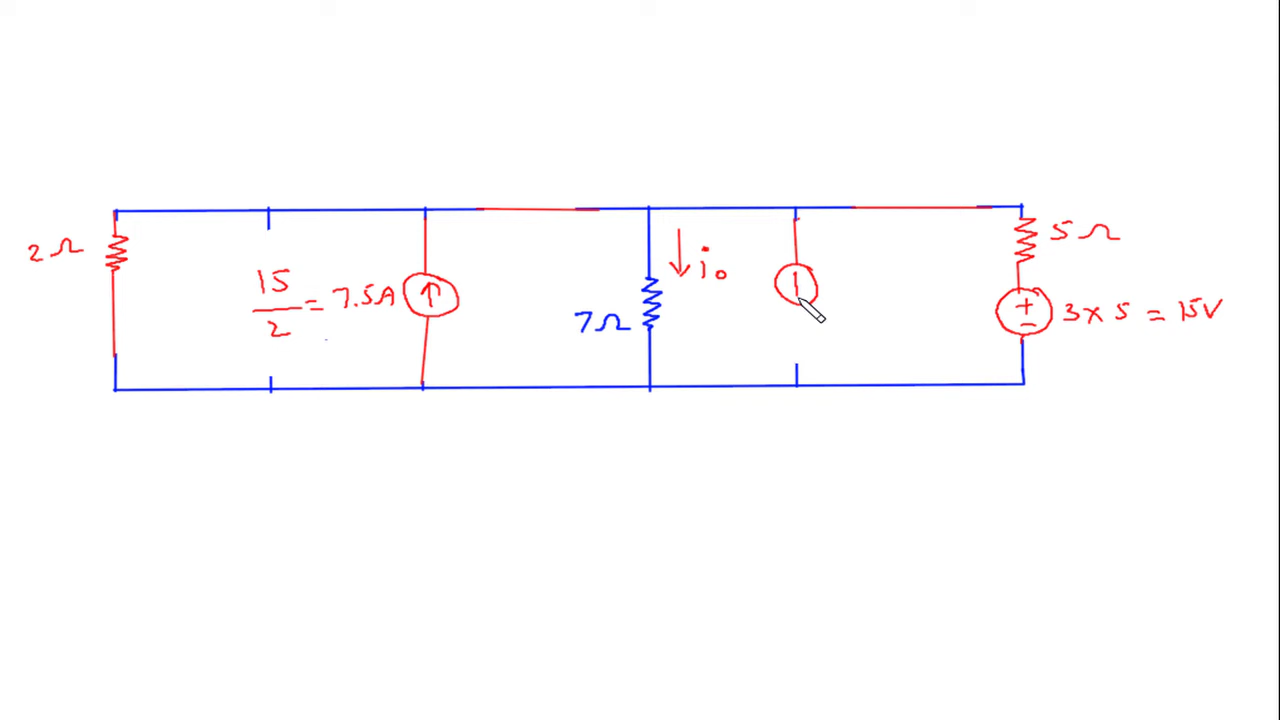 2Ω
15/2 = 7.5A
7Ω
i₀
5Ω
+
−
3 × 5 = 15V